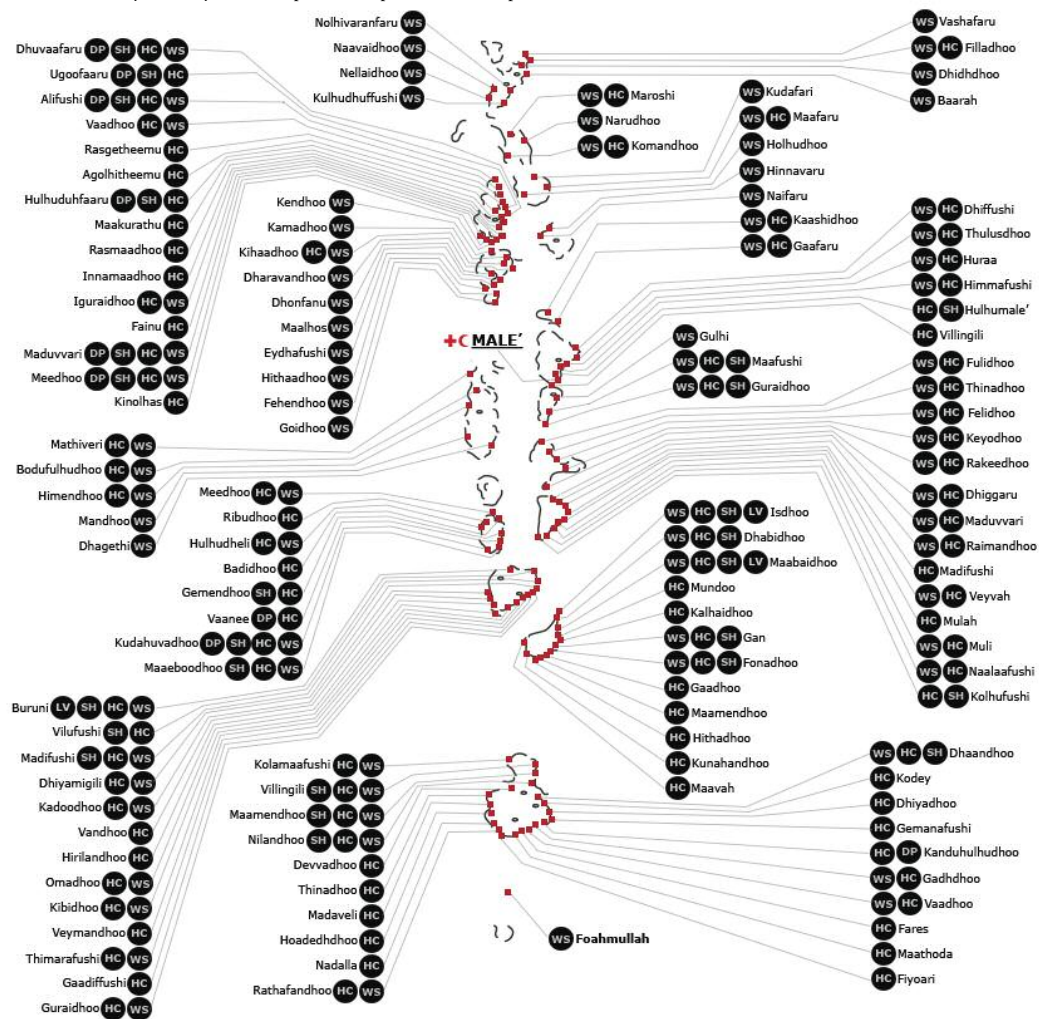 Dhuvaafaru DP SH HC WS
Ugoofaaru DP SH HC
Alifushi DP SH HC WS
Vaadhoo HC WS
Rasgetheemu HC
Agolhitheemu HC
Hulhuduhfaaru DP SH HC
Maakurathu HC
Rasmaadhoo HC
Innamaadhoo HC
Iguraidhoo HC WS
Fainu HC
Maduvvari DP SH HC WS
Meedhoo DP SH HC WS
Kinolhas HC
Nolhivaranfaru WS
Naavaidhoo WS
Nellaidhoo WS
Kulhudhuffushi WS
WS Vashafaru
WS HC Filladhoo
WS Dhidhdhoo
WS Baarah
WS HC Maroshi
WS Narudhoo
WS HC Komandhoo
WS Kudafari
WS HC Maafaru
WS Holhudhoo
WS Hinnavaru
WS Naifaru
WS HC Kaashidhoo
WS HC Gaafaru
Kendhoo WS
Kamadhoo WS
Kihaadhoo HC WS
Dharavandhoo WS
Dhonfanu WS
Maalhos WS
Eydhafushi WS
Hithaadhoo WS
Fehendhoo WS
Goidhoo WS
WS HC Dhiffushi
WS HC Thulusdhoo
WS HC Huraa
WS HC Himmafushi
HC SH Hulhumale'
HC Villingili
+C MALE'
WS Gulhi
WS HC SH Maafushi
WS HC SH Guraidhoo
WS HC Fulidhoo
WS HC Thinadhoo
WS HC Felidhoo
WS HC Keyodhoo
WS HC Rakeedhoo
Mathiveri HC WS
Bodufulhudhoo HC WS
Himendhoo HC WS
Mandhoo WS
Dhagethi WS
Meedhoo HC WS
Ribudhoo HC
Hulhudheli HC WS
Badidhoo HC
Gemendhoo SH HC
Vaanee DP HC
Kudahuvadhoo DP SH HC WS
Maaeboodhoo SH HC WS
WS HC Dhiggaru
WS HC Maduvvari
WS HC Raimandhoo
HC Madifushi
WS HC Veyvah
HC Mulah
WS HC Muli
WS HC Naalaafushi
HC SH Kolhufushi
WS HC SH LV Isdhoo
WS HC SH Dhabidhoo
WS HC SH LV Maabaidhoo
HC Mundoo
HC Kalhaidhoo
WS HC SH Gan
WS HC SH Fonadhoo
HC Gaadhoo
HC Maamendhoo
HC Hithadhoo
HC Kunahandhoo
HC Maavah
Buruni LV SH HC WS
Vilufushi SH HC
Madifushi SH HC WS
Dhiyamigili HC WS
Kadoodhoo HC WS
Vandhoo HC
Hirilandhoo HC
Omadhoo HC WS
Kibidhoo HC WS
Veymandhoo HC
Thimarafushi HC WS
Gaadiffushi HC
Guraidhoo HC WS
Kolamaafushi HC WS
Villingili SH HC WS
Maamendhoo SH HC WS
Nilandhoo SH HC WS
Devvadhoo HC
Thinadhoo HC
Madaveli HC
Hoadedhdhoo HC
Nadalla HC
Rathafandhoo HC WS
WS HC SH Dhaandhoo
HC Kodey
HC Dhiyadhoo
HC Gemanafushi
HC DP Kanduhulhudhoo
WS HC Gadhdhoo
WS HC Vaadhoo
HC Fares
HC Maathoda
HC Fiyoari
WS Foahmullah